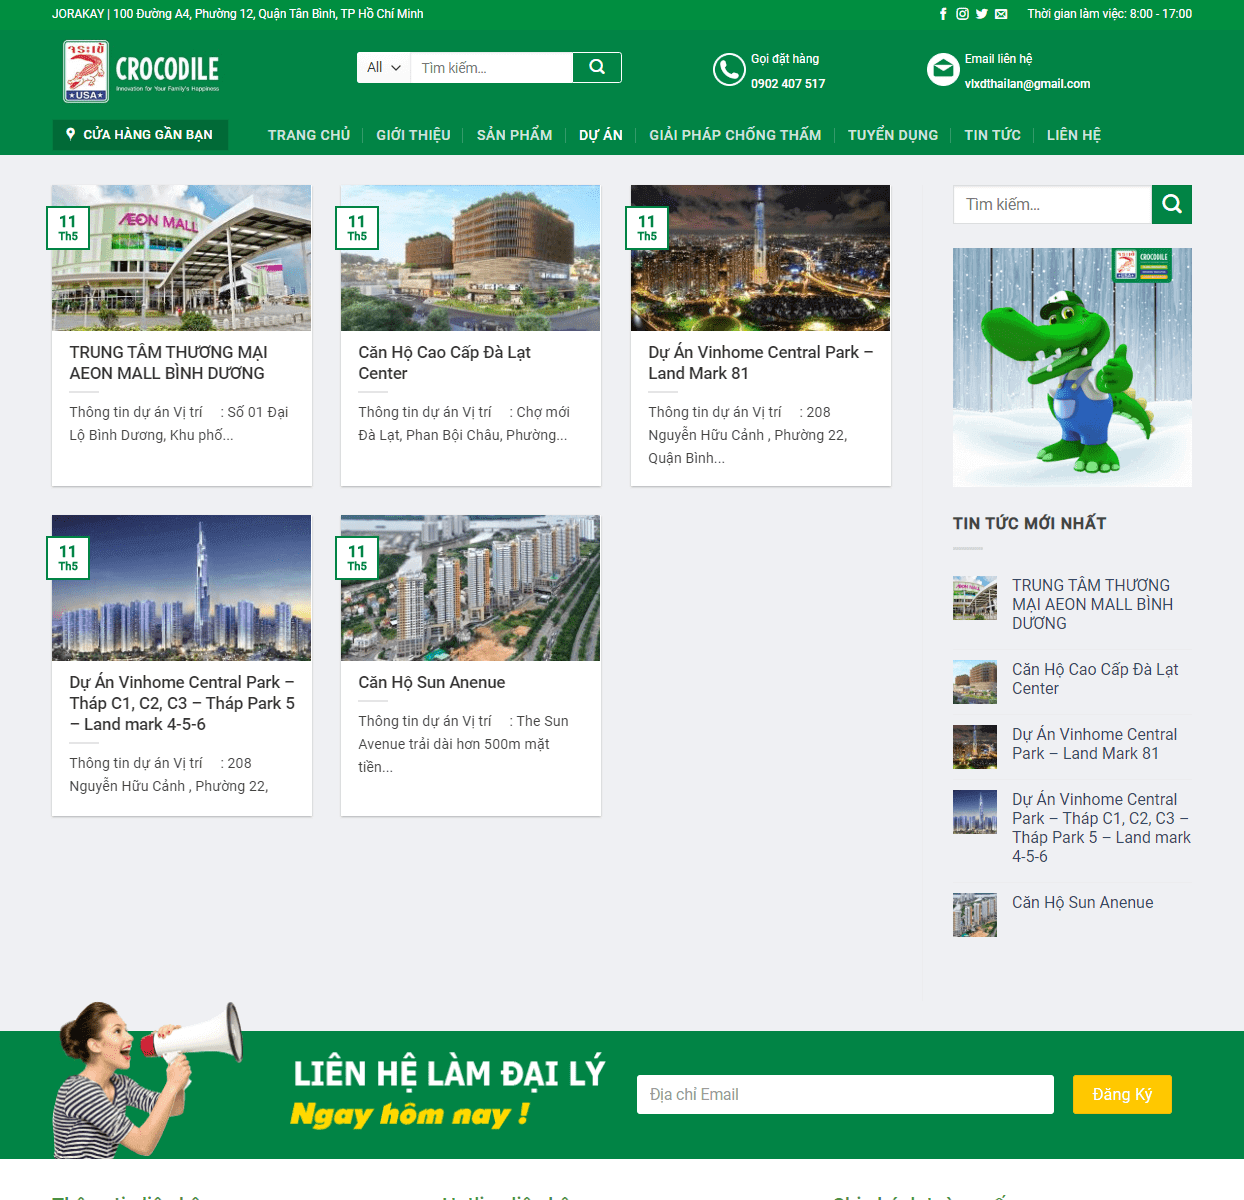 JORAKAY | 100 Đường A4, Phường 12, Quận Tân Bình, TP Hồ Chí Minh
Thời gian làm việc: 8:00 - 17:00
จระเข้
USA
CROCODILE
Innovation for Your Family's Happiness
All
Tìm kiếm...
Gọi đặt hàng
0902 407 517
Email liên hệ
vlxdthailan@gmail.com
CỬA HÀNG GẦN BẠN
TRANG CHỦ
GIỚI THIỆU
SẢN PHẨM
DỰ ÁN
GIẢI PHÁP CHỐNG THẤM
TUYỂN DỤNG
TIN TỨC
LIÊN HỆ
11
Th5
AEON MALL
TRUNG TÂM THƯƠNG MẠI
AEON MALL BÌNH DƯƠNG
Thông tin dự án Vị trí : Số 01 Đại
Lộ Bình Dương, Khu phố...
11
Th5
Căn Hộ Cao Cấp Đà Lạt
Center
Thông tin dự án Vị trí : Chợ mới
Đà Lạt, Phan Bội Châu, Phường...
11
Th5
Dự Án Vinhome Central Park –
Land Mark 81
Thông tin dự án Vị trí : 208
Nguyễn Hữu Cảnh , Phường 22,
Quận Bình...
11
Th5
Dự Án Vinhome Central Park –
Tháp C1, C2, C3 – Tháp Park 5
– Land mark 4-5-6
Thông tin dự án Vị trí : 208
Nguyễn Hữu Cảnh , Phường 22,
11
Th5
Căn Hộ Sun Anenue
Thông tin dự án Vị trí : The Sun
Avenue trải dài hơn 500m mặt
tiền...
Tìm kiếm...
CROCODILE
USA
TIN TỨC MỚI NHẤT
AEON MALL
TRUNG TÂM THƯƠNG
MẠI AEON MALL BÌNH
DƯƠNG
Căn Hộ Cao Cấp Đà Lạt
Center
Dự Án Vinhome Central
Park – Land Mark 81
Dự Án Vinhome Central
Park – Tháp C1, C2, C3 –
Tháp Park 5 – Land mark
4-5-6
Căn Hộ Sun Anenue
LIÊN HỆ LÀM ĐẠI LÝ
Ngay hôm nay !
Địa chỉ Email
Đăng Ký